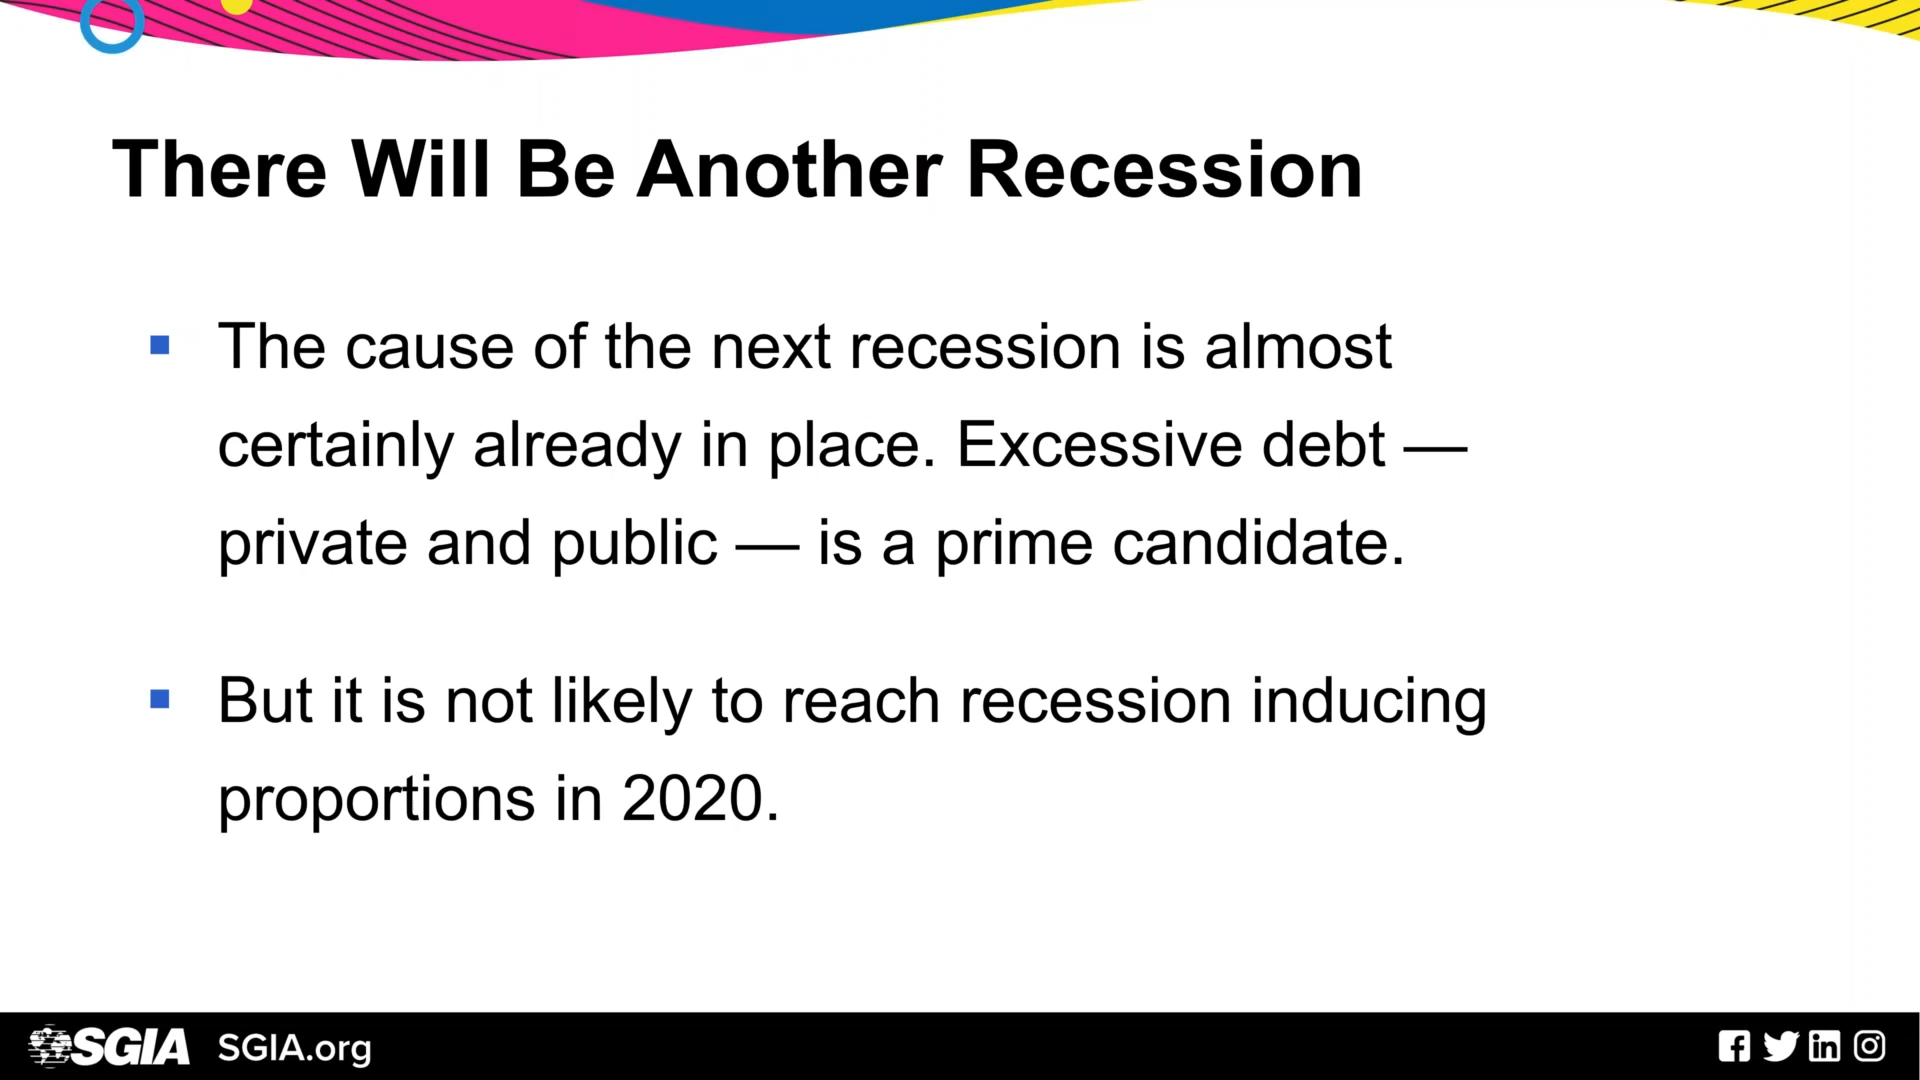 There Will Be Another Recession
The cause of the next recession is almost
certainly already in place. Excessive debt —
private and public — is a prime candidate.
But it is not likely to reach recession inducing
proportions in 2020.
SGIA SGIA.org